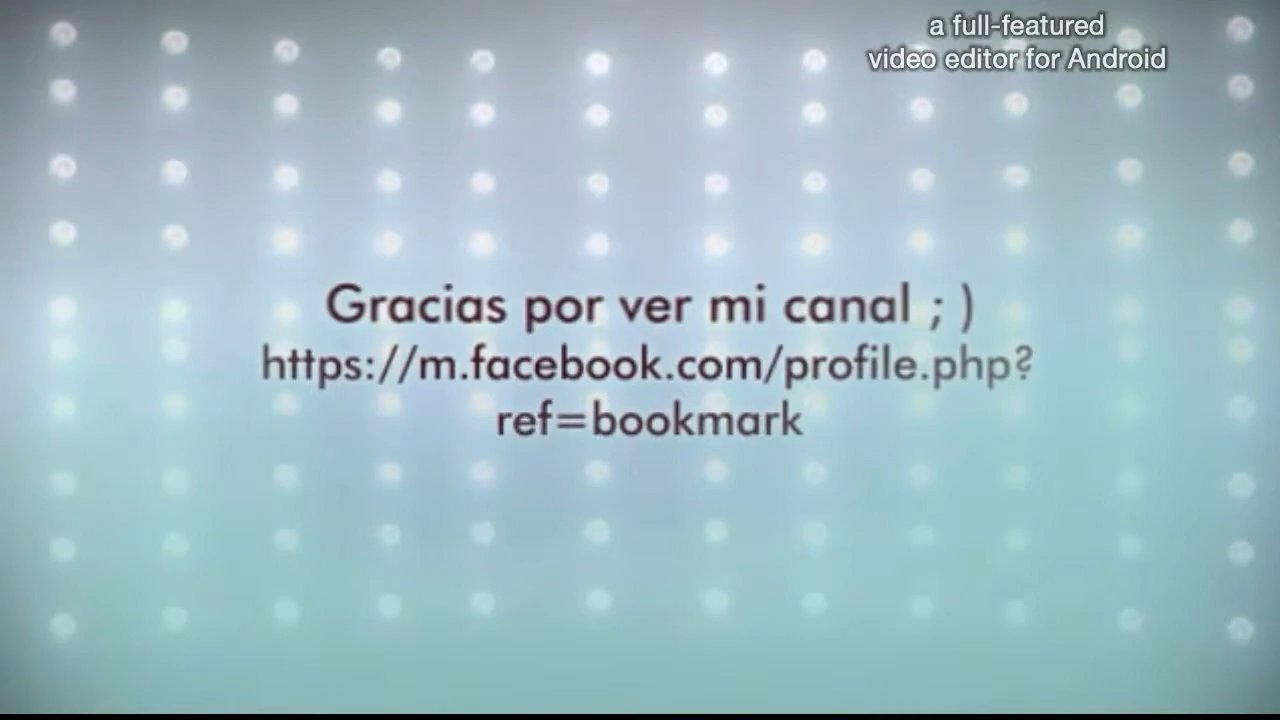 a full-featured
video editor for Android
Gracias por ver mi canal ; )
https://m.facebook.com/profile.php?
ref=bookmark